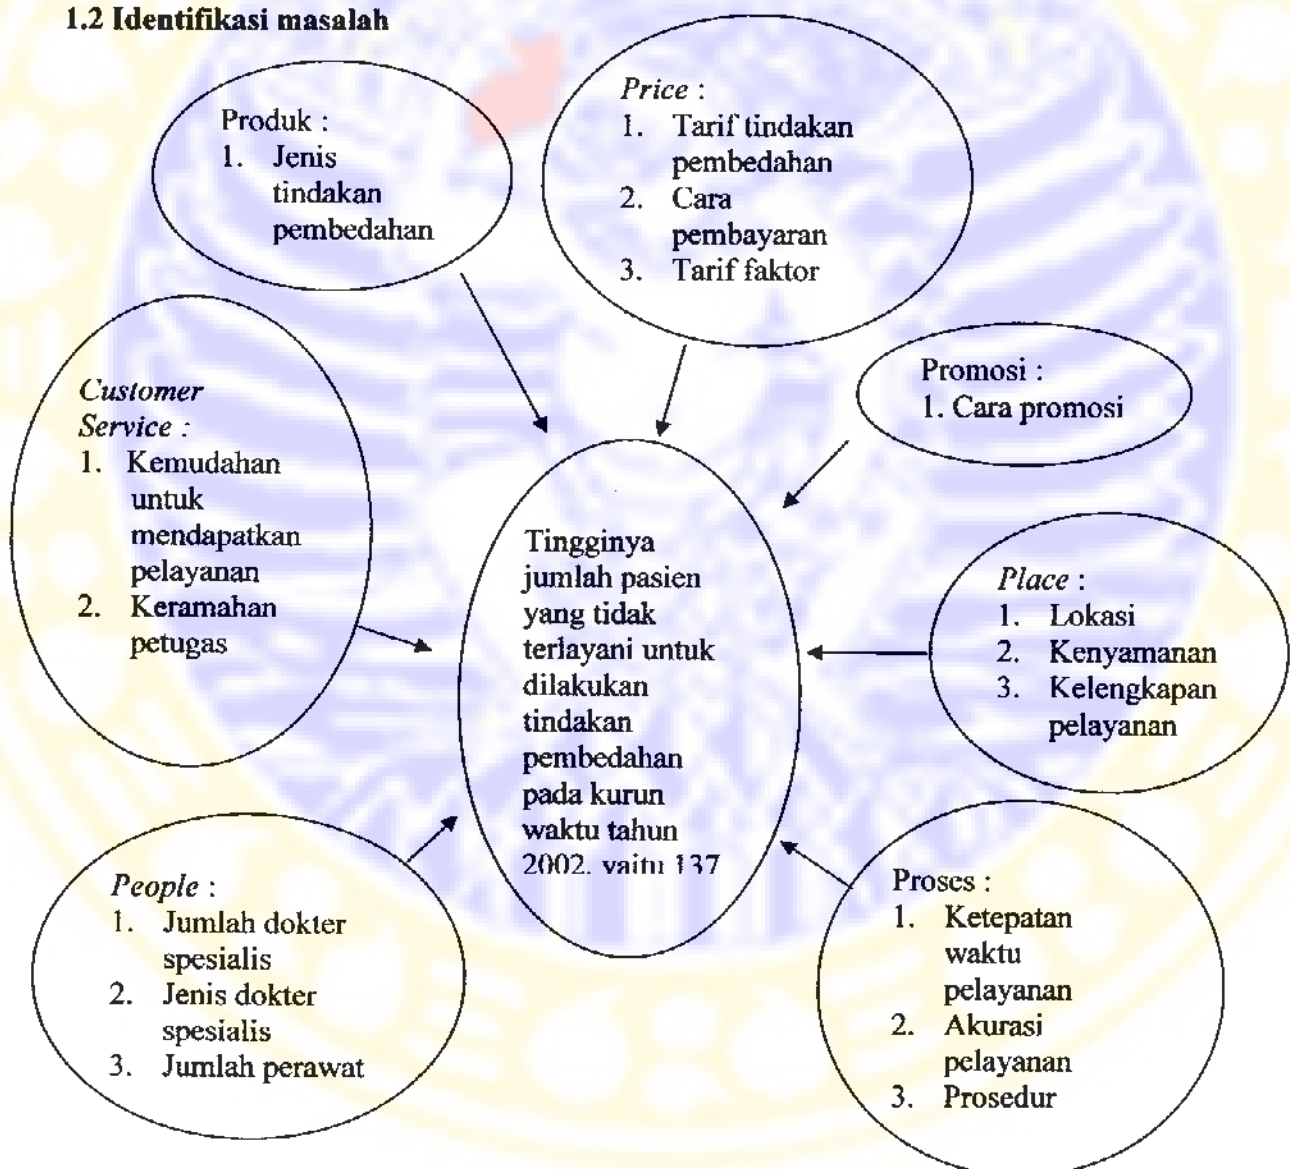 1.2 Identifikasi masalah
Produk :
1. Jenis
tindakan
pembedahan
Price :
1. Tarif tindakan
pembedahan
2. Cara
pembayaran
3. Tarif faktor
Promosi :
1. Cara promosi
Customer
Service :
1. Kemudahan
untuk
mendapatkan
pelayanan
2. Keramahan
petugas
Tingginya
jumlah pasien
yang tidak
terlayani untuk
dilakukan
tindakan
pembedahan
pada kurun
waktu tahun
2002. yaitu 137
Place :
1. Lokasi
2. Kenyamanan
3. Kelengkapan
pelayanan
People :
1. Jumlah dokter
spesialis
2. Jenis dokter
spesialis
3. Jumlah perawat
Proses :
1. Ketepatan
waktu
pelayanan
2. Akurasi
pelayanan
3. Prosedur